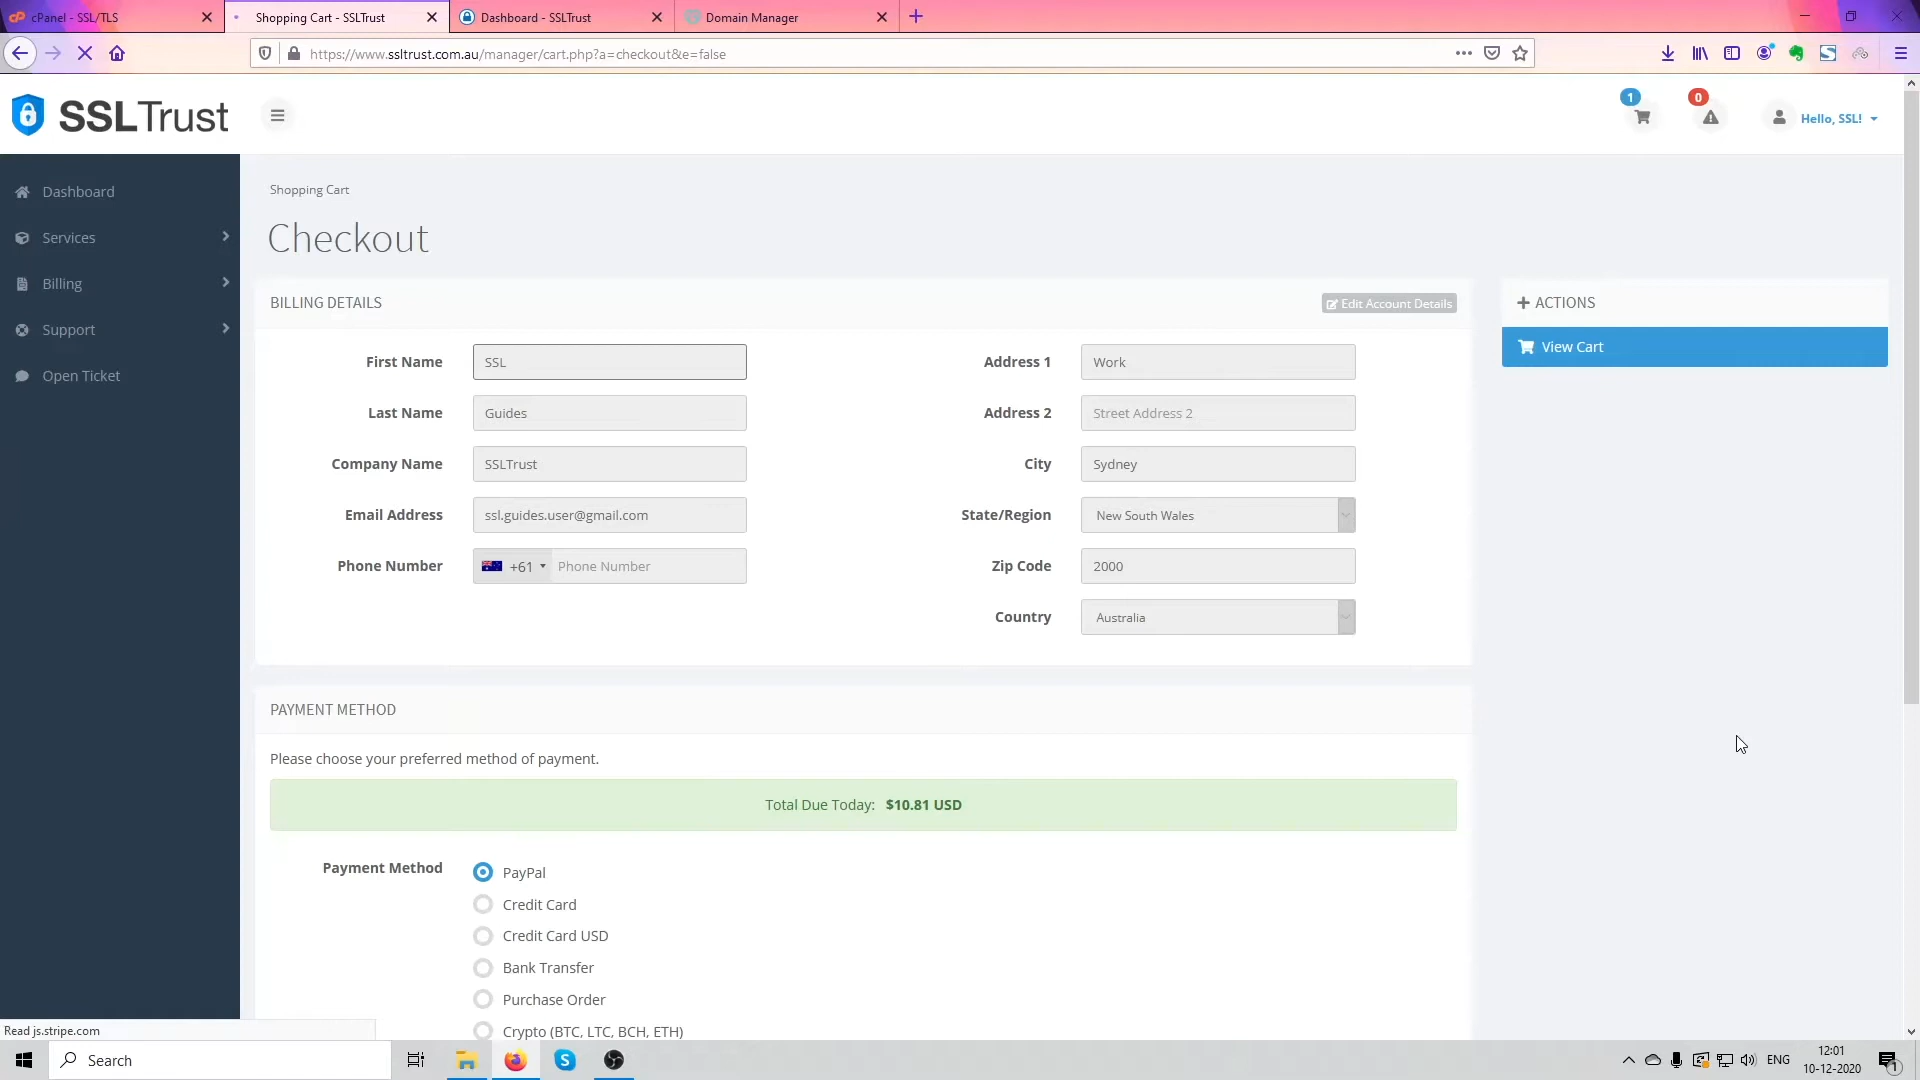 cPanel - SSL/TLS
Shopping Cart - SSLTrust
Dashboard - SSLTrust
Domain Manager
https://www.ssltrust.com.au/manager/cart.php?a=checkout&e=false
SSLTrust
1
0
Hello, SSL!
Dashboard
Services
Billing
Support
Open Ticket
Shopping Cart
Checkout
BILLING DETAILS
Edit Account Details
First Name SSL
Last Name Guides
Company Name SSLTrust
Email Address ssl.guides.user@gmail.com
Phone Number +61 Phone Number
Address 1 Work
Address 2 Street Address 2
City Sydney
State/Region New South Wales
Zip Code 2000
Country Australia
ACTIONS
View Cart
PAYMENT METHOD
Please choose your preferred method of payment.
Total Due Today: $10.81 USD
Payment Method
PayPal
Credit Card
Credit Card USD
Bank Transfer
Purchase Order
Crypto (BTC, LTC, BCH, ETH)
Read js.stripe.com
Search
ENG
12:01
10-12-2020
1